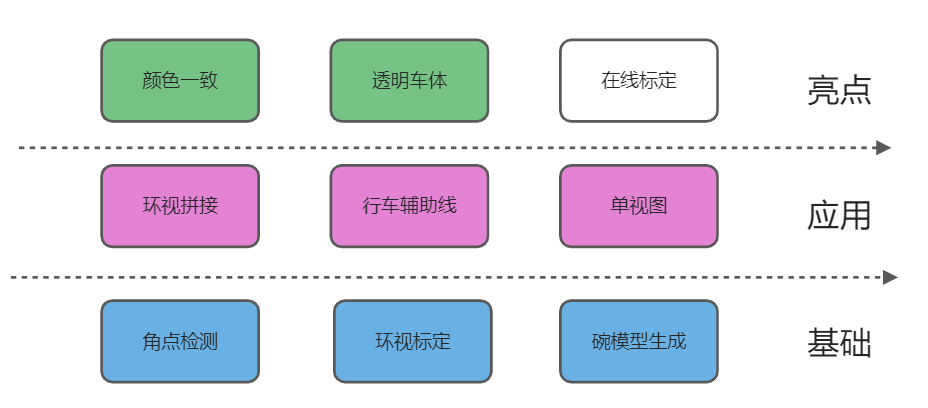 颜色一致
透明车体
在线标定
亮点
环视拼接
行车辅助线
单视图
应用
角点检测
环视标定
碗模型生成
基础